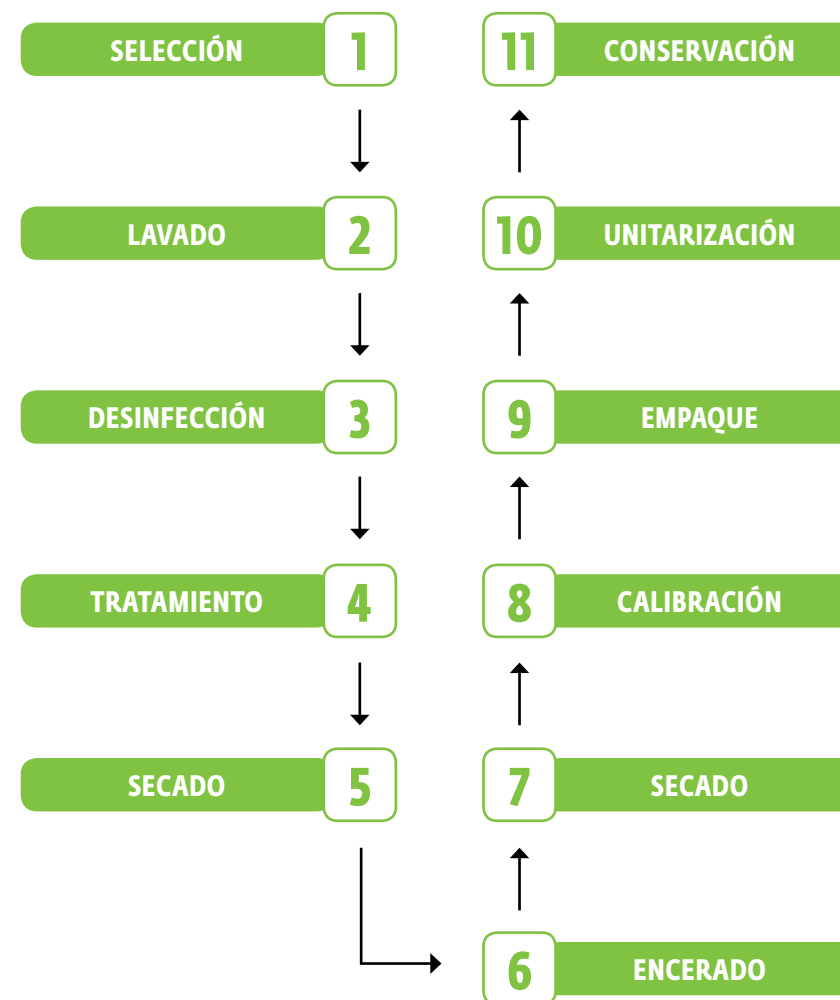 SELECCIÓN 1
LAVADO 2
DESINFECCIÓN 3
TRATAMIENTO 4
SECADO 5
6 ENCERADO
7 SECADO
8 CALIBRACIÓN
9 EMPAQUE
10 UNITARIZACIÓN
11 CONSERVACIÓN